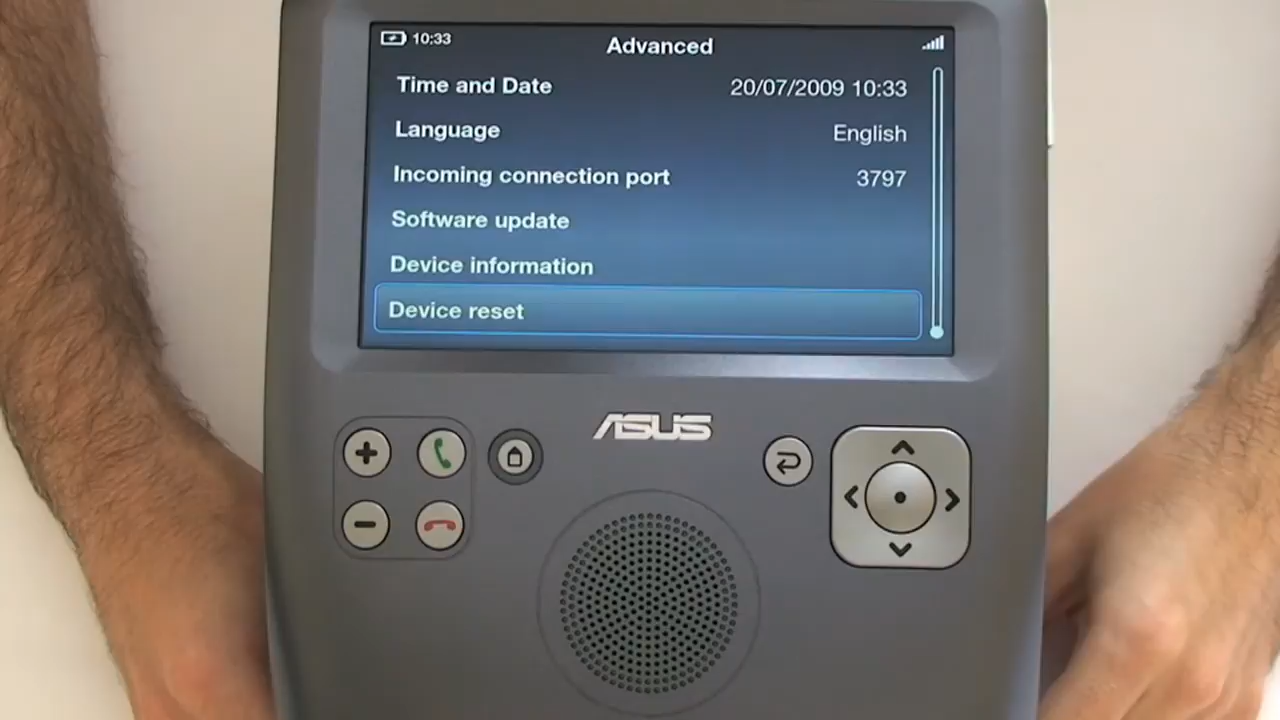 10:33
Advanced
Time and Date 20/07/2009 10:33
Language English
Incoming connection port 3797
Software update
Device information
Device reset
ASUS